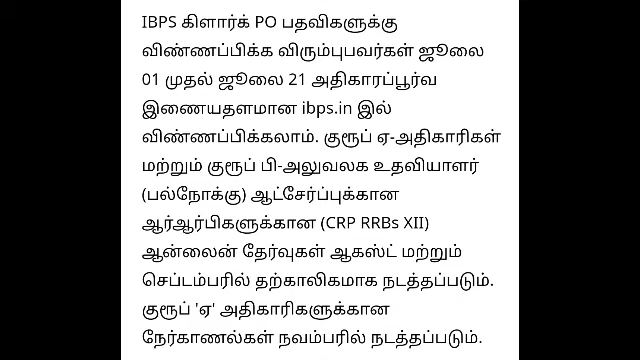 IBPS கிளார்க் PO பதவிகளுக்கு
விண்ணப்பிக்க விரும்புபவர்கள் ஜூலை
01 முதல் ஜூலை 21 அதிகாரப்பூர்வ
இணையதளமான ibps.in இல்
விண்ணப்பிக்கலாம். குரூப் ஏ-அதிகாரிகள்
மற்றும் குரூப் பி-அலுவலக உதவியாளர்
(பல்நோக்கு) ஆட்சேர்ப்புக்கான
ஆர்ஆர்பிகளுக்கான (CRP RRBs XII)
ஆன்லைன் தேர்வுகள் ஆகஸ்ட் மற்றும்
செப்டம்பரில் தற்காலிகமாக நடத்தப்படும்.
குரூப் 'ஏ' அதிகாரிகளுக்கான
நேர்காணல்கள் நவம்பரில் நடத்தப்படும்.